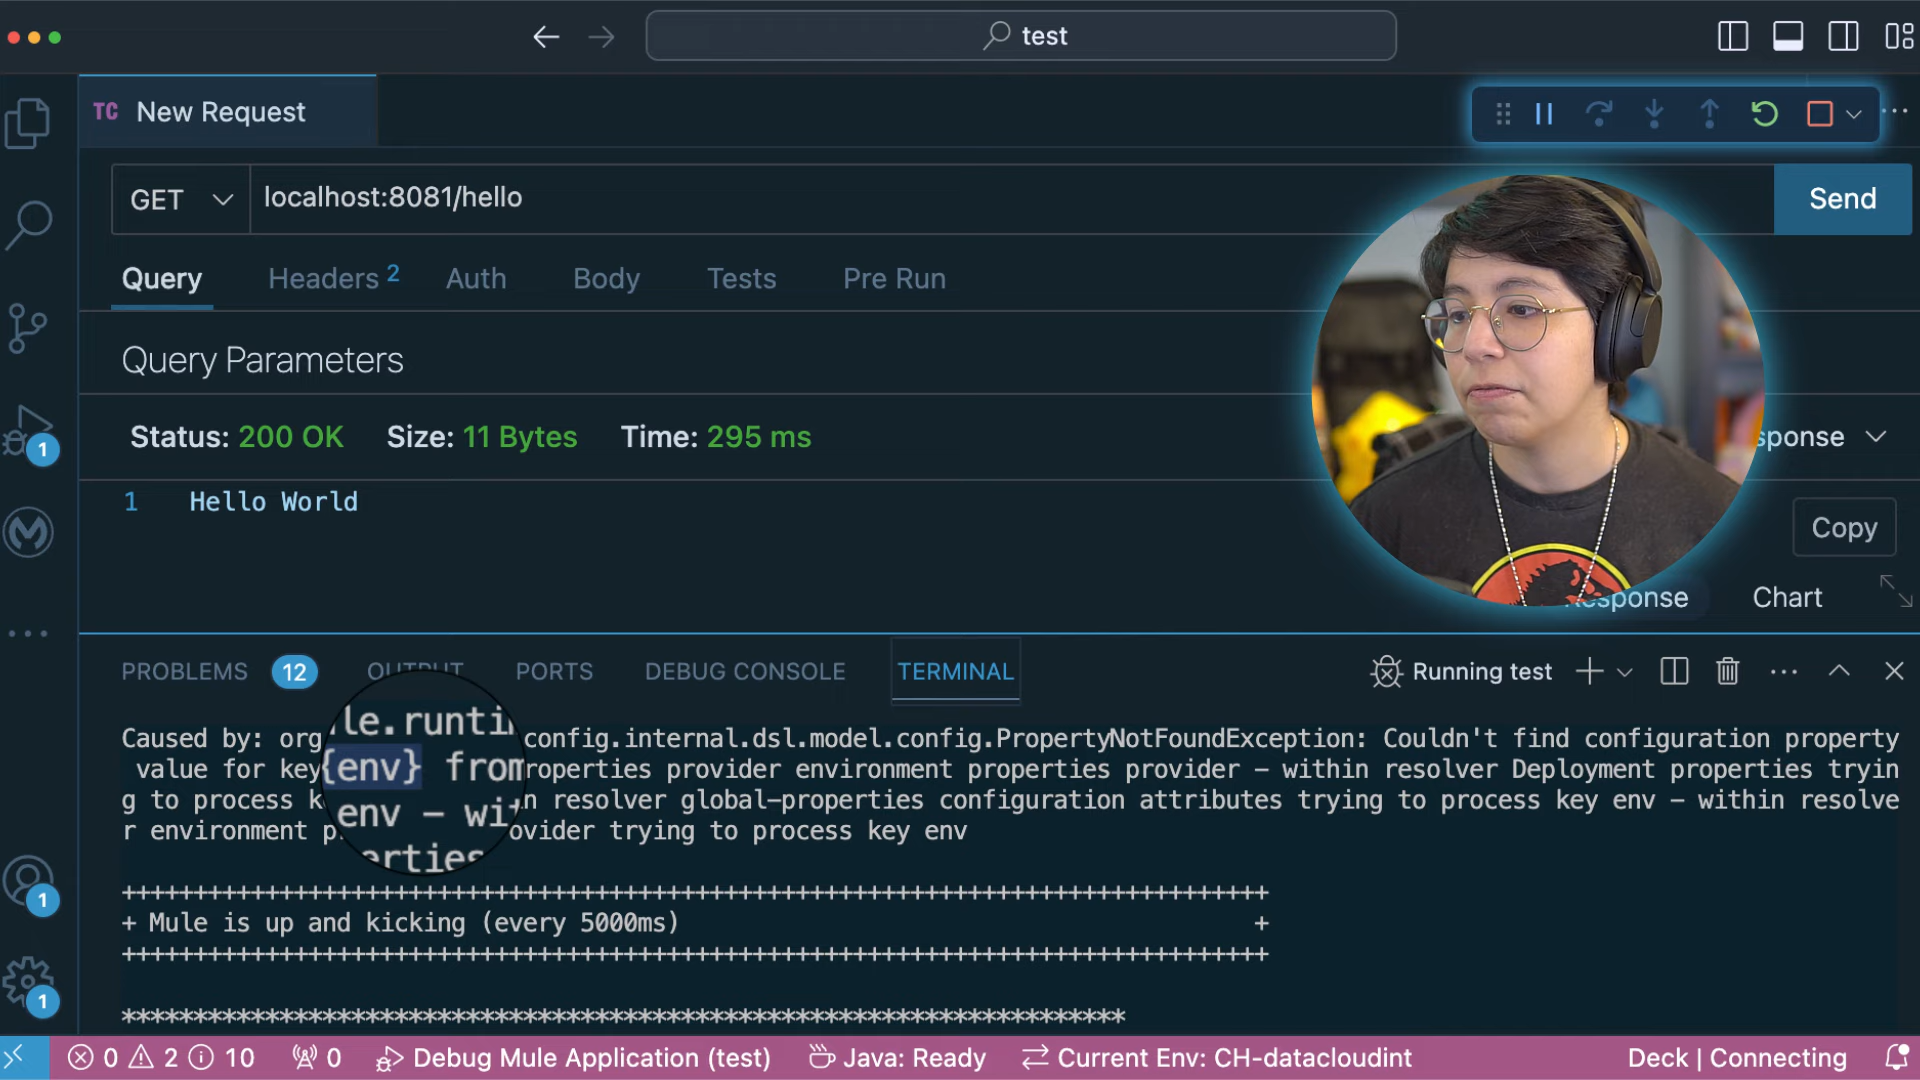 test
TC New Request
GET localhost:8081/hello Send
Query Headers 2 Auth Body Tests Pre Run
Query Parameters
Status: 200 OK Size: 11 Bytes Time: 295 ms sponse
1 Hello World
1
Copy
Response Chart
PROBLEMS 12 OUTPUT PORTS DEBUG CONSOLE TERMINAL Running test
Caused by: org le.runti config.internal.dsl.model.config.PropertyNotFoundException: Couldn't find configuration property
value for key {env} from roperties provider environment properties provider – within resolver Deployment properties tryin
g to process k env – wi n resolver global-properties configuration attributes trying to process key env – within resolve
r environment p erties ovider trying to process key env
1
++++++++++++++++++++++++++++++++++++++++++++++++++++++++++++++++++++++++++++++++
+ Mule is up and kicking (every 5000ms) +
++++++++++++++++++++++++++++++++++++++++++++++++++++++++++++++++++++++++++++++++
1
**********************************************************************
0 2 10 0 Debug Mule Application (test) Java: Ready Current Env: CH-datacloudint Deck | Connecting